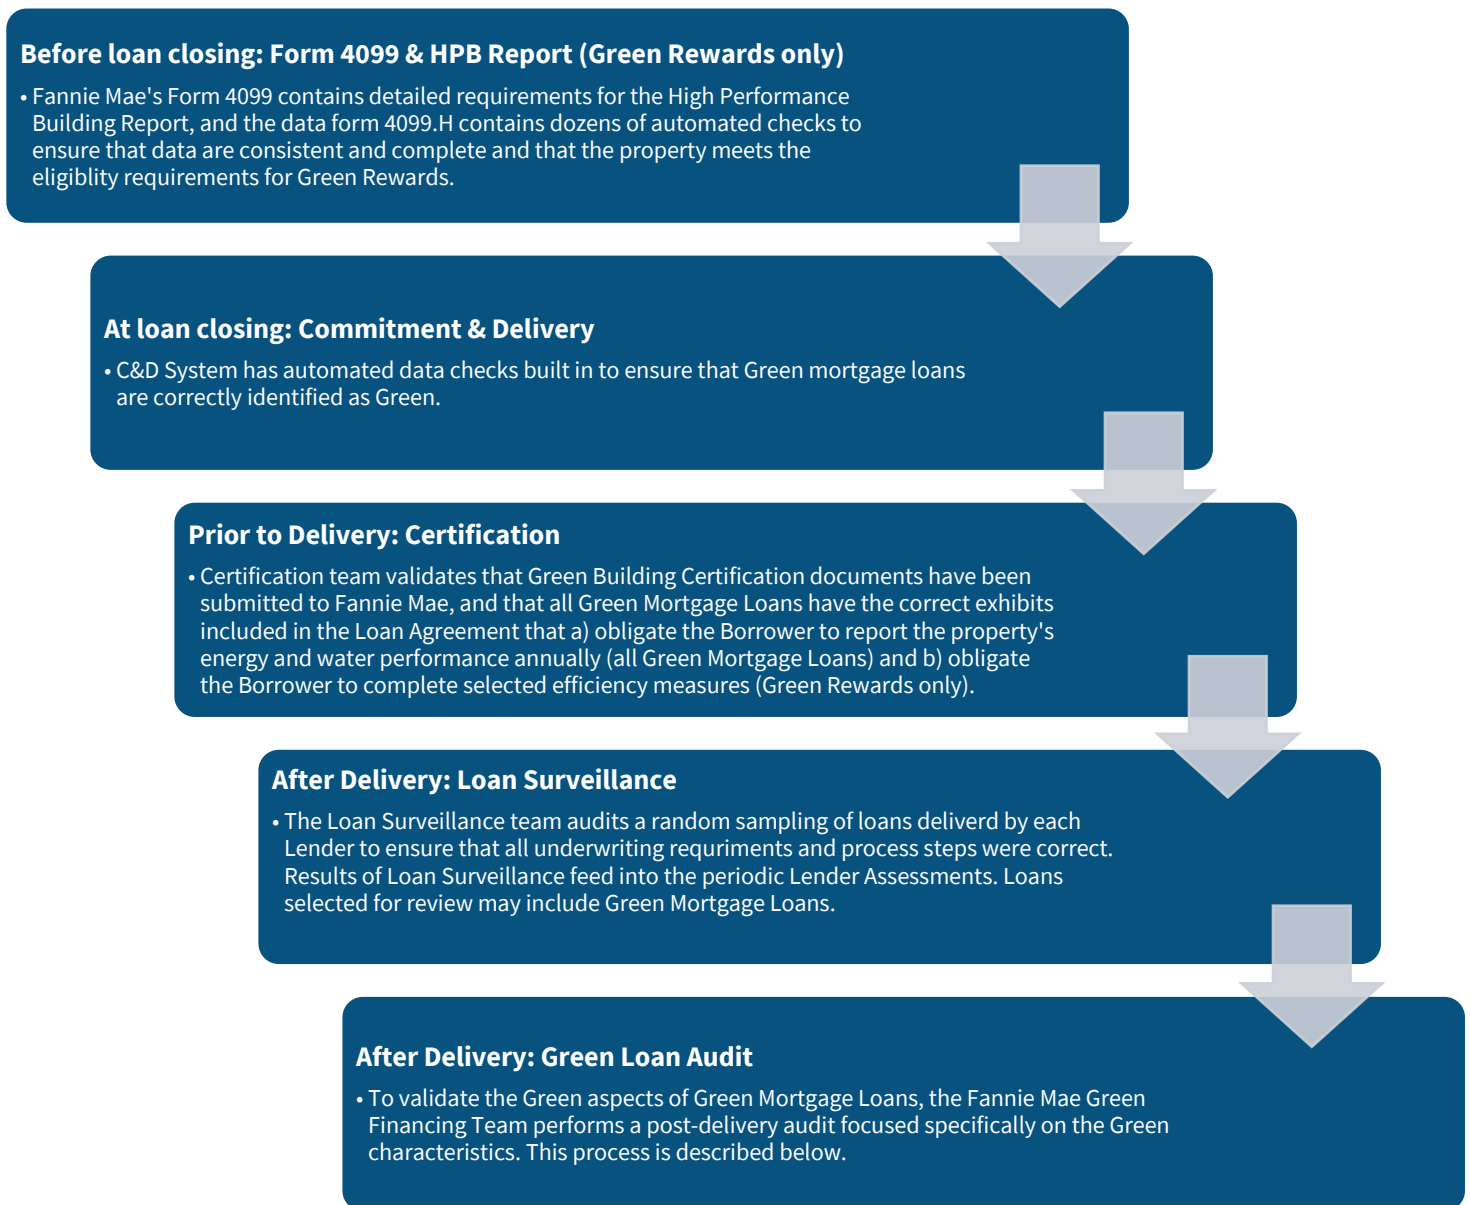 Before loan closing: Form 4099 & HPB Report (Green Rewards only)
• Fannie Mae's Form 4099 contains detailed requirements for the High Performance
Building Report, and the data form 4099.H contains dozens of automated checks to
ensure that data are consistent and complete and that the property meets the
eligiblity requirements for Green Rewards.
At loan closing: Commitment & Delivery
• C&D System has automated data checks built in to ensure that Green mortgage loans
are correctly identified as Green.
Prior to Delivery: Certification
• Certification team validates that Green Building Certification documents have been
submitted to Fannie Mae, and that all Green Mortgage Loans have the correct exhibits
included in the Loan Agreement that a) obligate the Borrower to report the property's
energy and water performance annually (all Green Mortgage Loans) and b) obligate
the Borrower to complete selected efficiency measures (Green Rewards only).
After Delivery: Loan Surveillance
• The Loan Surveillance team audits a random sampling of loans deliverd by each
Lender to ensure that all underwriting requriments and process steps were correct.
Results of Loan Surveillance feed into the periodic Lender Assessments. Loans
selected for review may include Green Mortgage Loans.
After Delivery: Green Loan Audit
• To validate the Green aspects of Green Mortgage Loans, the Fannie Mae Green
Financing Team performs a post-delivery audit focused specifically on the Green
characteristics. This process is described below.